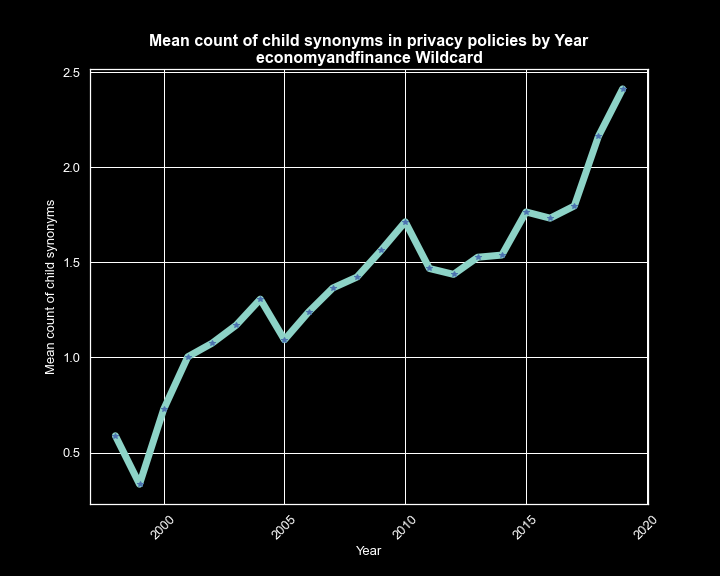 Mean count of child synonyms in privacy policies by Year
economyandfinance Wildcard
2.5
2.0
1.5
1.0
0.5
Mean count of child synonyms
2000
2005
2010
2015
2020
Year